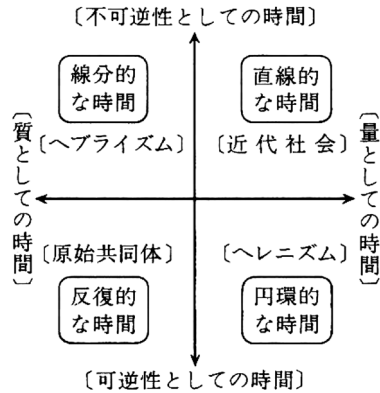 〔不可逆性としての時間〕
線分的
な時間
直線的
な時間
〔ヘブライズム〕
〔近代社会〕
〔質としての時間〕
〔量としての時間〕
〔原始共同体〕
〔ヘレニズム〕
反復的
な時間
円環的
な時間
〔可逆性としての時間〕